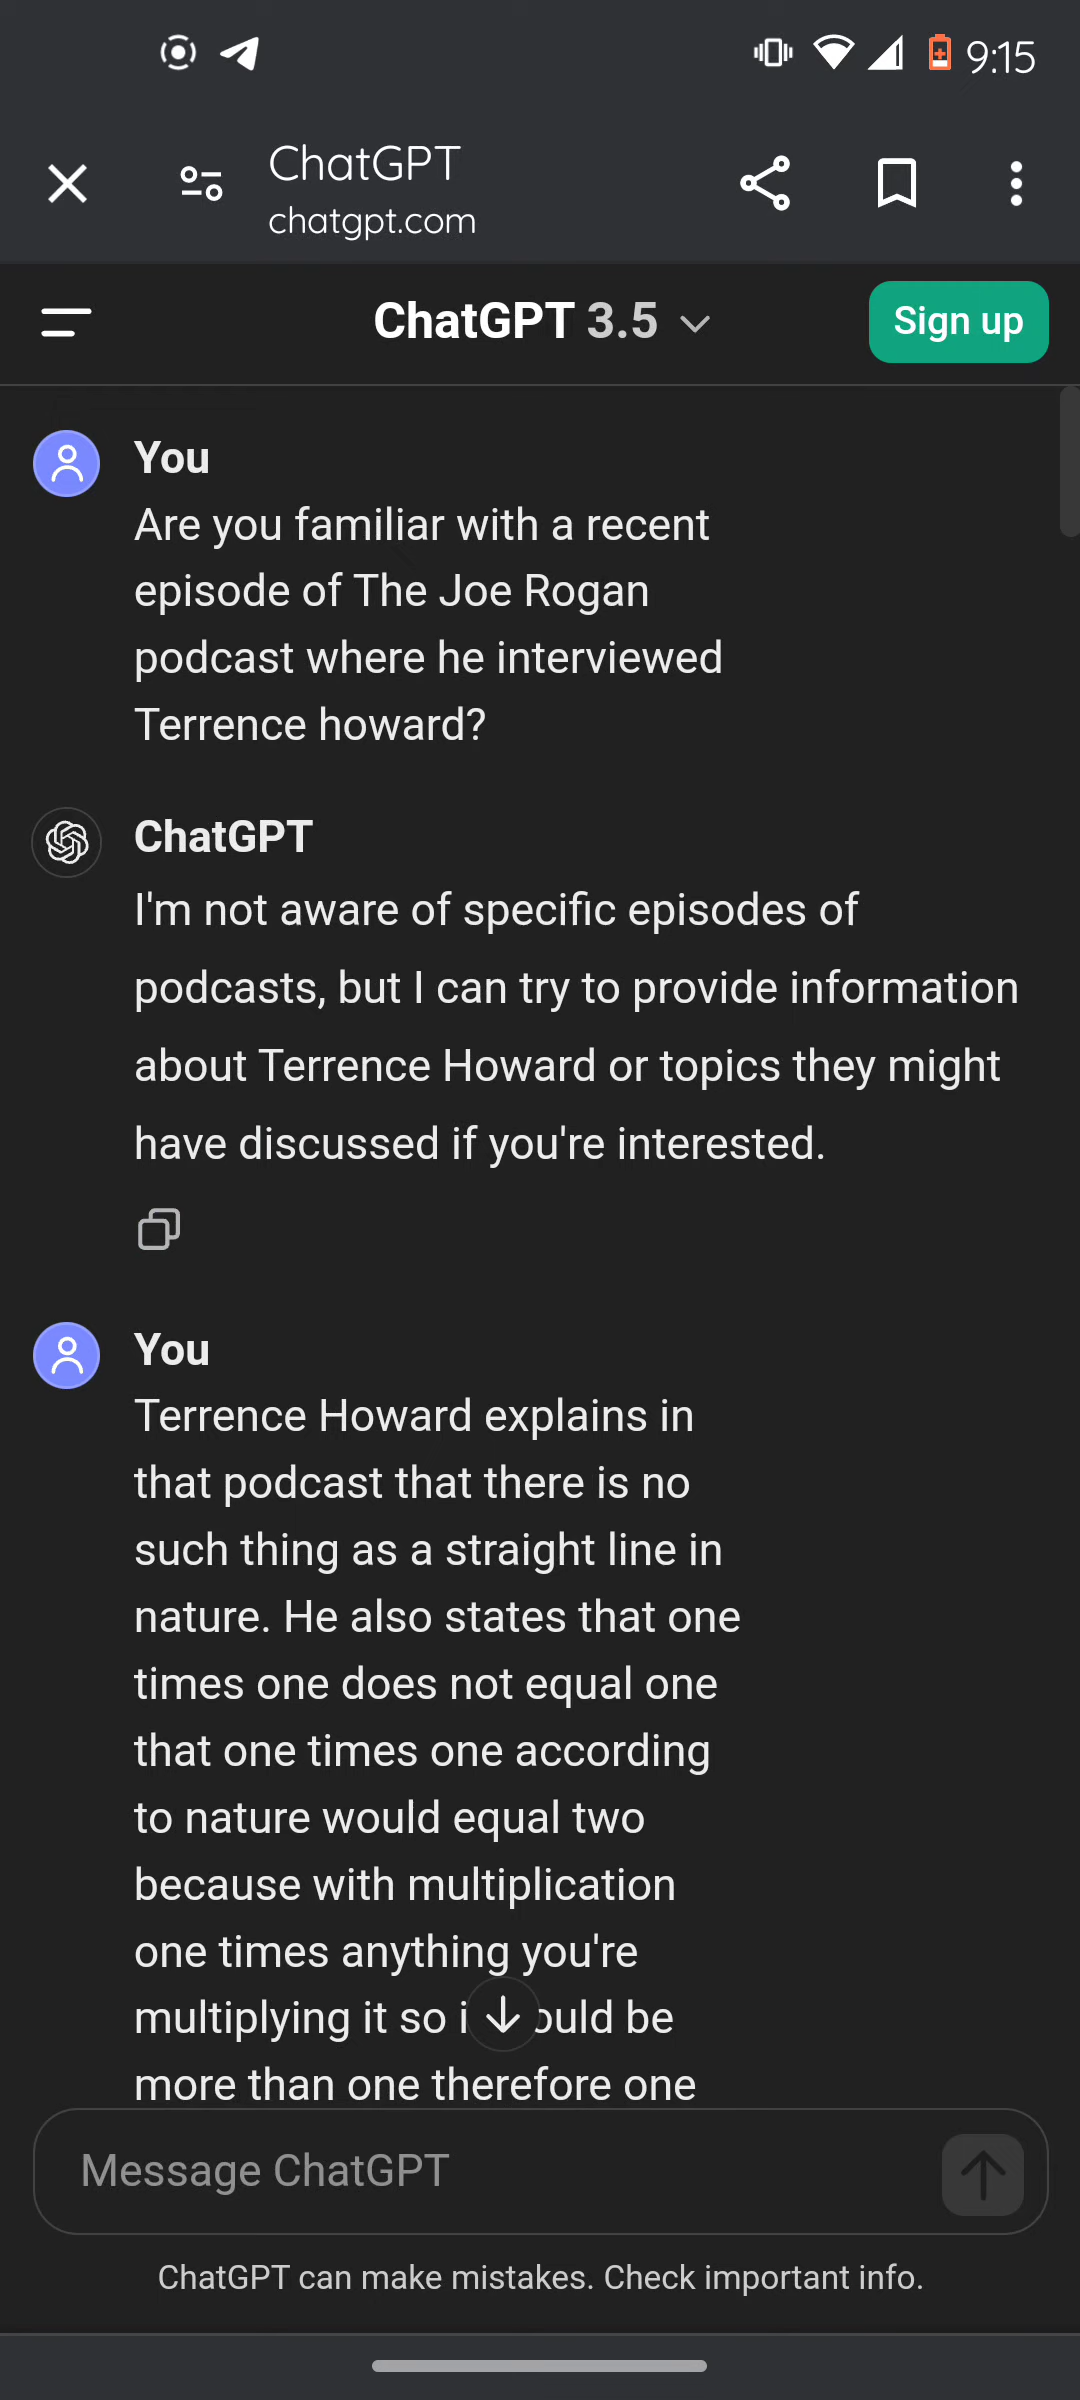 9:15
ChatGPT
chatgpt.com
ChatGPT 3.5
Sign up
You
Are you familiar with a recent
episode of The Joe Rogan
podcast where he interviewed
Terrence howard?
ChatGPT
I'm not aware of specific episodes of
podcasts, but I can try to provide information
about Terrence Howard or topics they might
have discussed if you're interested.
You
Terrence Howard explains in
that podcast that there is no
such thing as a straight line in
nature. He also states that one
times one does not equal one
that one times one according
to nature would equal two
because with multiplication
one times anything you're
multiplying it so be
more than one therefore one
Message ChatGPT
ChatGPT can make mistakes. Check important info.